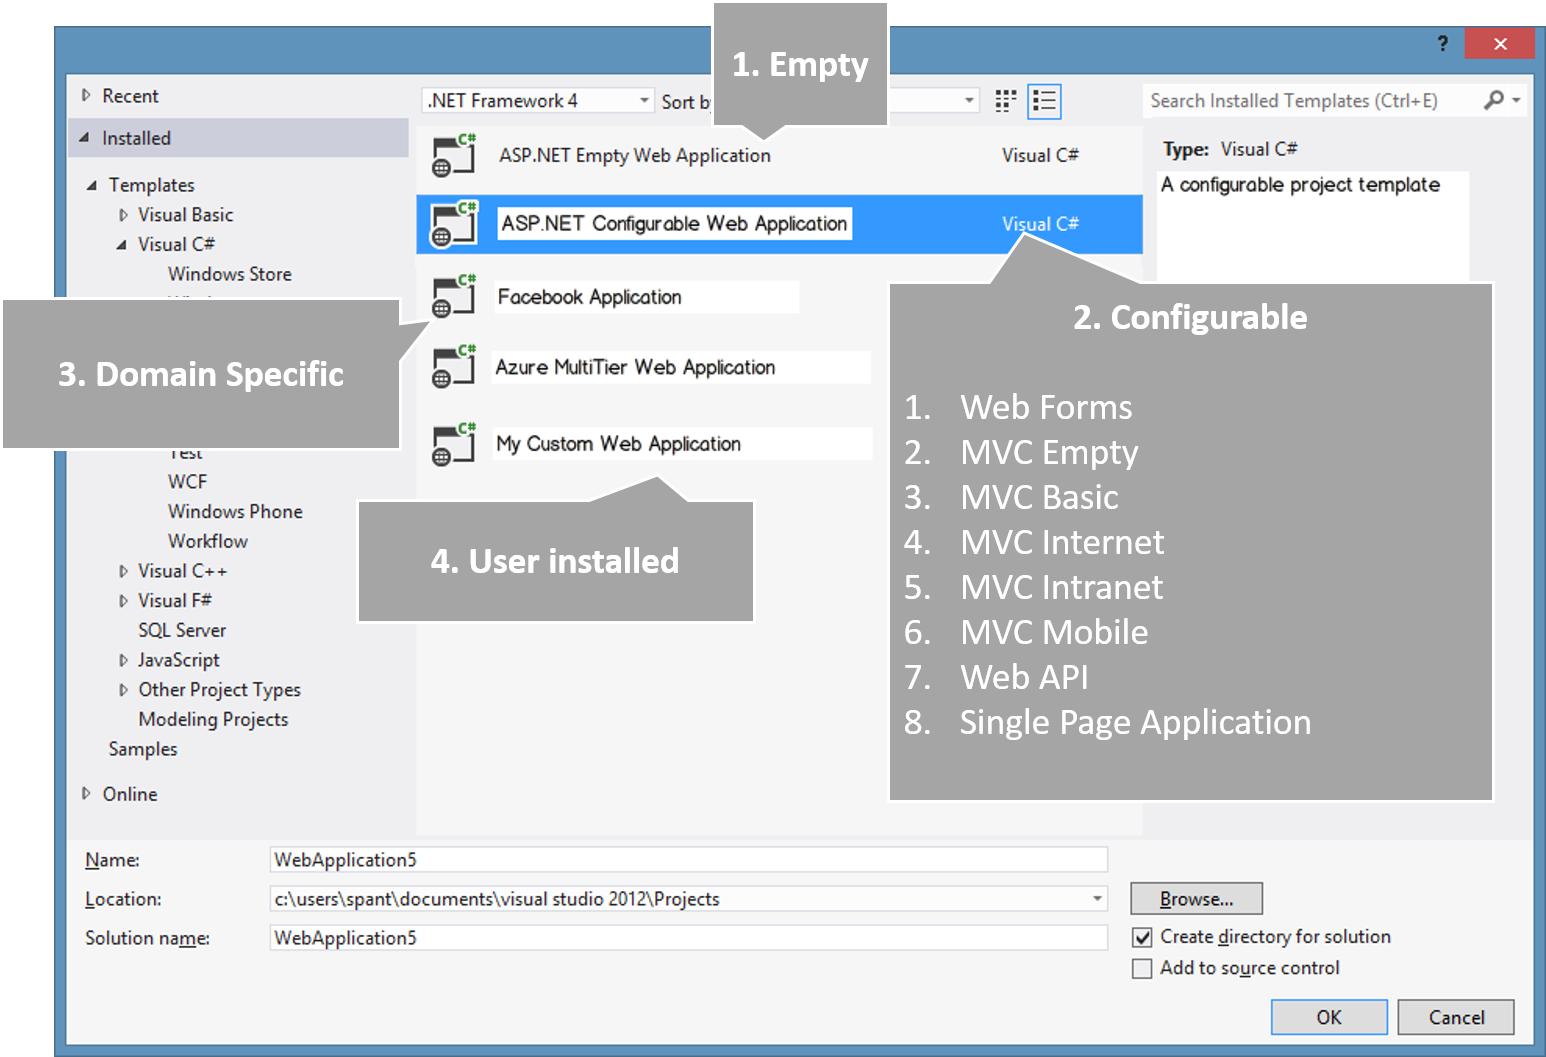 1. Empty
?
Recent
.NET Framework 4
Sort by
Search Installed Templates (Ctrl+E)
Installed
C#
ASP.NET Empty Web Application
Visual C#
Type: Visual C#
Templates
A configurable project template
Visual Basic
C#
ASP.NET Configurable Web Application
Visual C#
Visual C#
Windows Store
C#
Facebook Application
2. Configurable
3. Domain Specific
C#
Azure MultiTier Web Application
1. Web Forms
C#
My Custom Web Application
2. MVC Empty
Test
WCF
3. MVC Basic
Windows Phone
Workflow
4. User installed
4. MVC Internet
Visual C++
5. MVC Intranet
Visual F#
SQL Server
6. MVC Mobile
JavaScript
7. Web API
Other Project Types
Modeling Projects
8. Single Page Application
Samples
Online
Name:
WebApplication5
Location:
c:\users\spant\documents\visual studio 2012\Projects
Browse...
Solution name:
WebApplication5
Create directory for solution
Add to source control
OK
Cancel